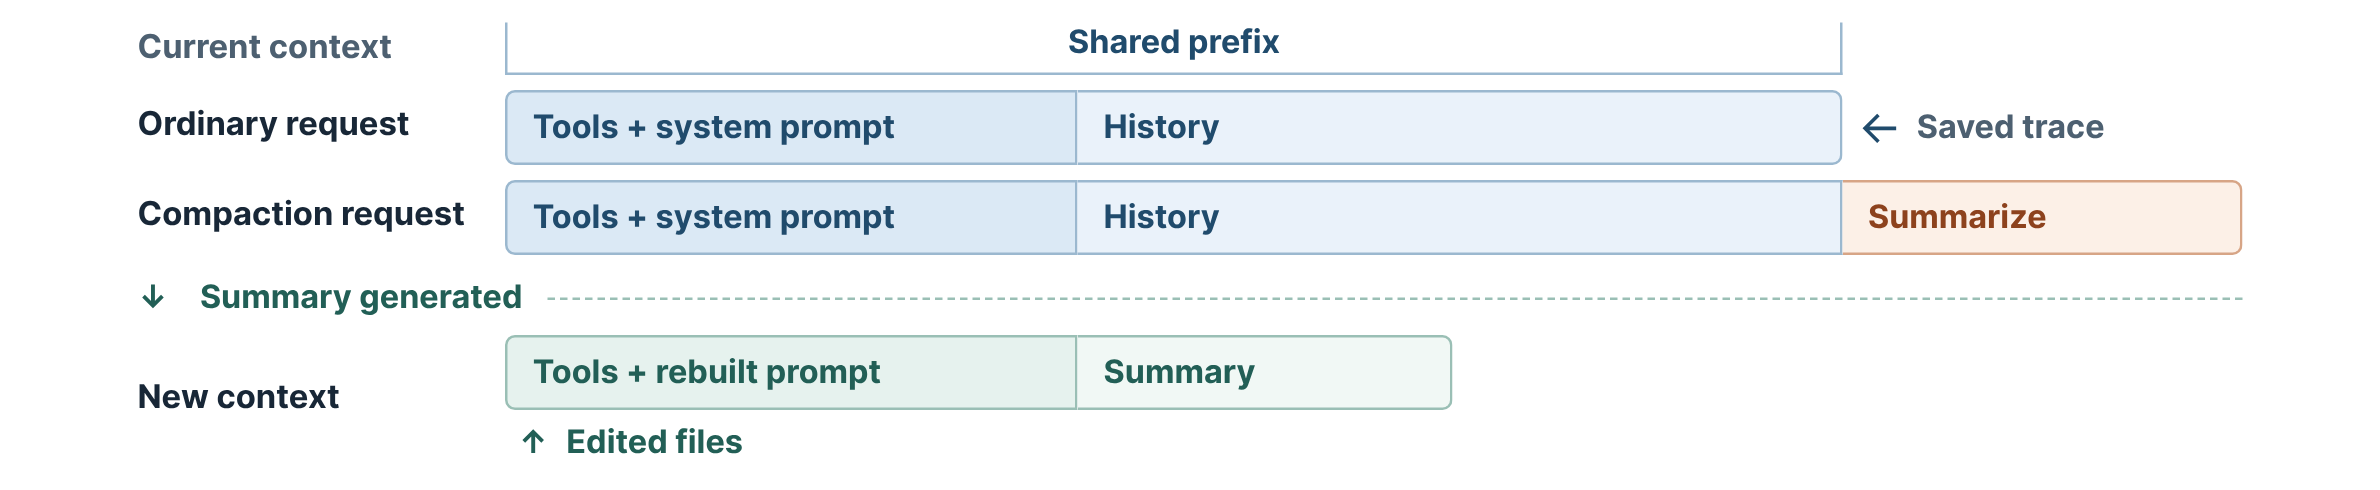 Current context
Shared prefix
Ordinary request
Tools + system prompt
History
← Saved trace
Compaction request
Tools + system prompt
History
Summarize
↓ Summary generated
New context
Tools + rebuilt prompt
Summary
↑ Edited files